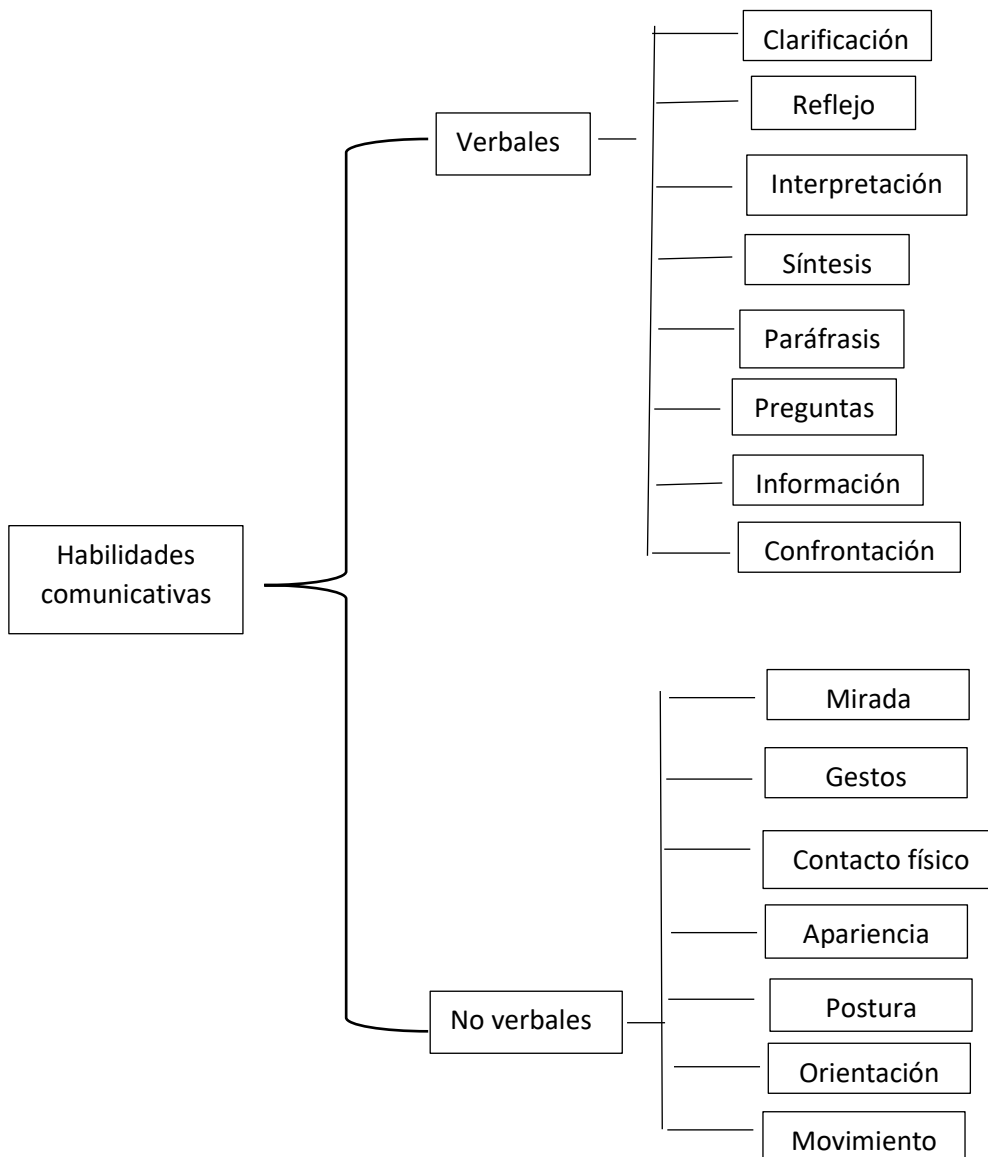 Habilidades
comunicativas
Verbales
Clarificación
Reflejo
Interpretación
Síntesis
Paráfrasis
Preguntas
Información
Confrontación
No verbales
Mirada
Gestos
Contacto físico
Apariencia
Postura
Orientación
Movimiento